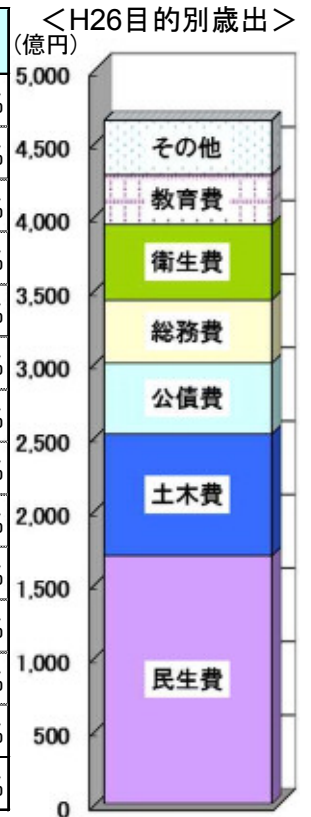 ＜H26目的別歳出＞
(億円)
5,000
4,500
4,000
3,500
3,000
2,500
2,000
1,500
1,000
500
0
その他
教育費
衛生費
総務費
公債費
土木費
民生費